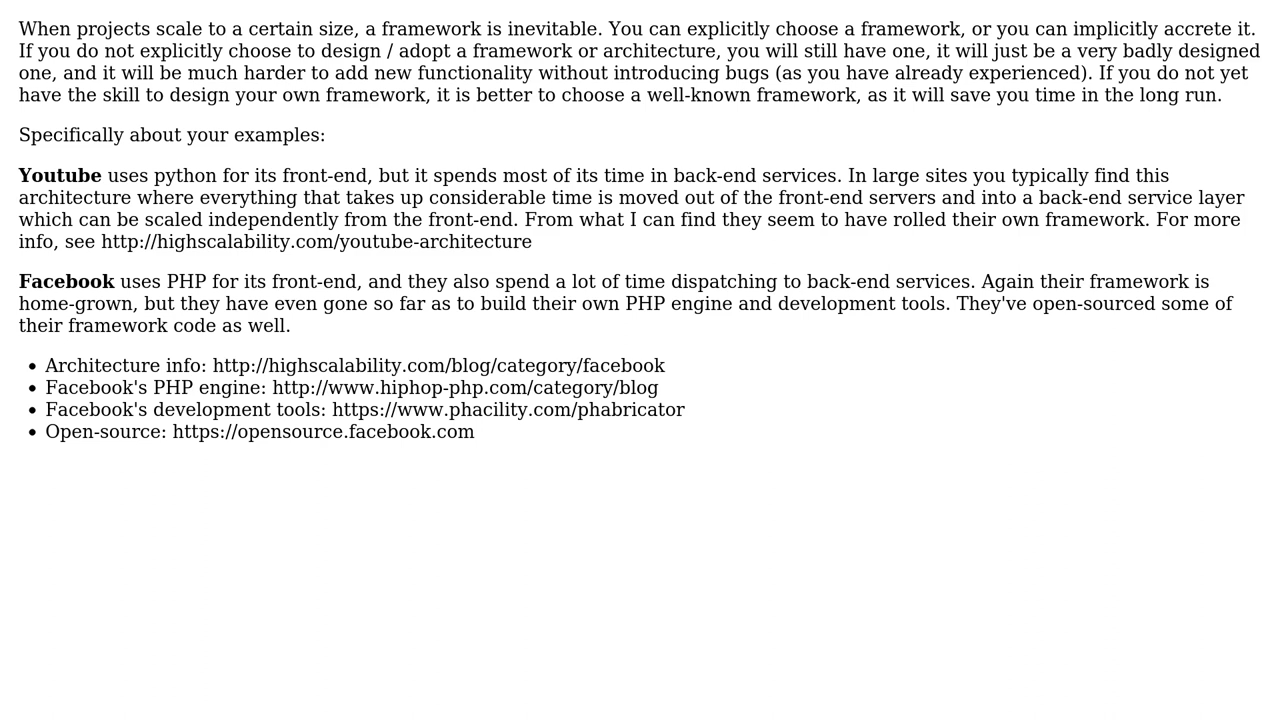 When projects scale to a certain size, a framework is inevitable. You can explicitly choose a framework, or you can implicitly accrete it.
If you do not explicitly choose to design / adopt a framework or architecture, you will still have one, it will just be a very badly designed
one, and it will be much harder to add new functionality without introducing bugs (as you have already experienced). If you do not yet
have the skill to design your own framework, it is better to choose a well-known framework, as it will save you time in the long run.
Specifically about your examples:
Youtube uses python for its front-end, but it spends most of its time in back-end services. In large sites you typically find this
architecture where everything that takes up considerable time is moved out of the front-end servers and into a back-end service layer
which can be scaled independently from the front-end. From what I can find they seem to have rolled their own framework. For more
info, see http://highscalability.com/youtube-architecture
Facebook uses PHP for its front-end, and they also spend a lot of time dispatching to back-end services. Again their framework is
home-grown, but they have even gone so far as to build their own PHP engine and development tools. They've open-sourced some of
their framework code as well.
• Architecture info: http://highscalability.com/blog/category/facebook
• Facebook's PHP engine: http://www.hiphop-php.com/category/blog
• Facebook's development tools: https://www.phacility.com/phabricator
• Open-source: https://opensource.facebook.com